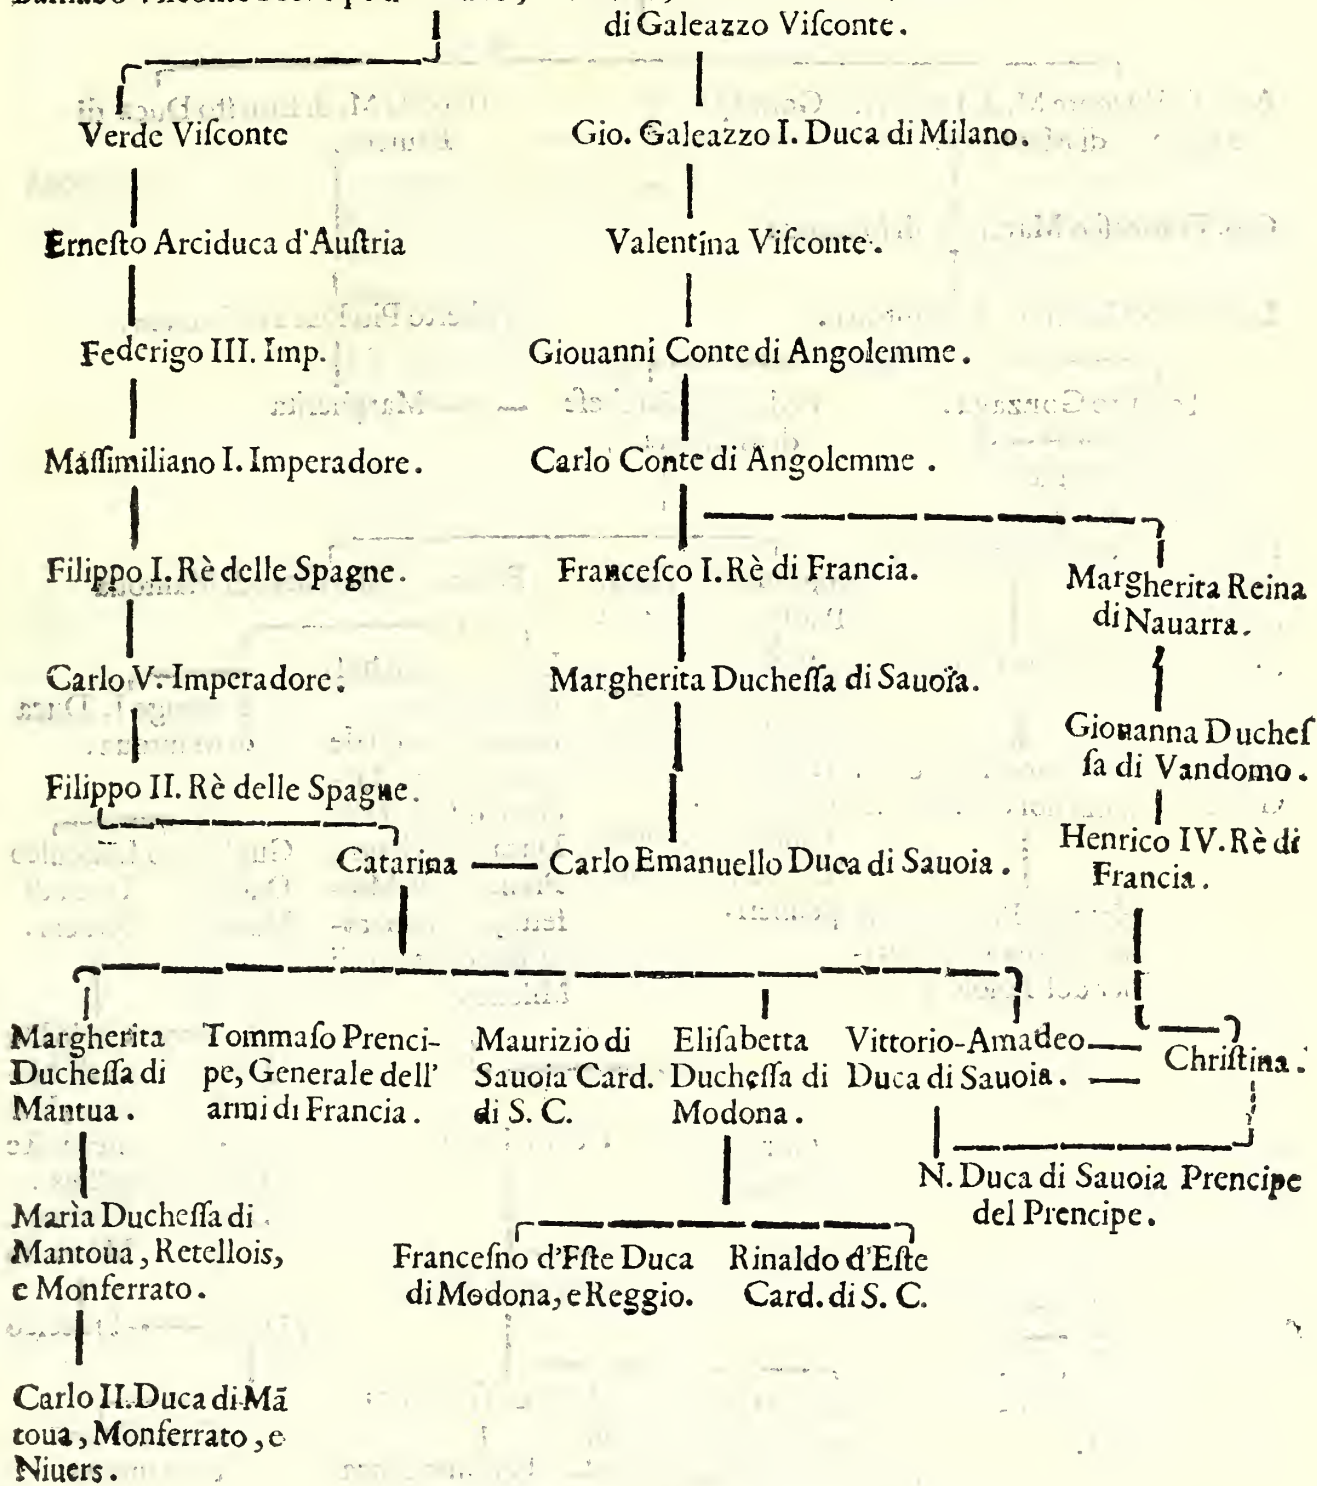 di Galeazzo Viſconte.
Verde Viſconte
Gio. Galeazzo I. Duca di Milano.
Erneſto Arciduca d'Auſtria
Valentina Viſconte.
Federigo III. Imp.
Giouanni Conte di Angolemme.
Maſſimiliano I. Imperadore.
Carlo Conte di Angolemme.
Filippo I. Rè delle Spagne.
Franceſco I. Rè di Francia.
Margherita Reina
di Nauarra.
Carlo V. Imperadore.
Margherita Ducheſſa di Sauoia.
Giouanna Ducheſ
ſa di Vandomo.
Filippo II. Rè delle Spagne.
Henrico IV. Rè di
Francia.
Catarina
Carlo Emanuello Duca di Sauoia.
Margherita
Ducheſſa di
Mantua.
Tommaſo Prenci-
pe, Generale dell'
armi di Francia.
Maurizio di
Sauoia Card.
di S. C.
Eliſabetta
Ducheſſa di
Modona.
Vittorio-Amadeo
Duca di Sauoia.
Chriſtina.
N. Duca di Sauoia Prencipe
del Prencipe.
Maria Ducheſſa di
Mantoua, Retellois,
e Monferrato.
Franceſno d'Eſte Duca
di Modona, e Reggio.
Rinaldo d'Eſte
Card. di S. C.
Carlo II. Duca di Mã
toua, Monferrato, e
Niuers.